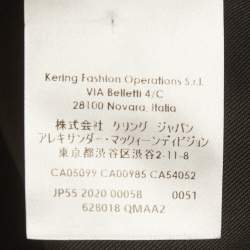 Kering Fashion Operations S.r.l.
VIA Belletti 4/C
28100 Novara, Italia
株式会社 ケリング ジャパン
アレキサンダー・マックイーンディビジョン
東京都渋谷区渋谷2-11-8
CA05099 CA00985 CA54052
JP55 2020 00058 0051
628018 QMAA2